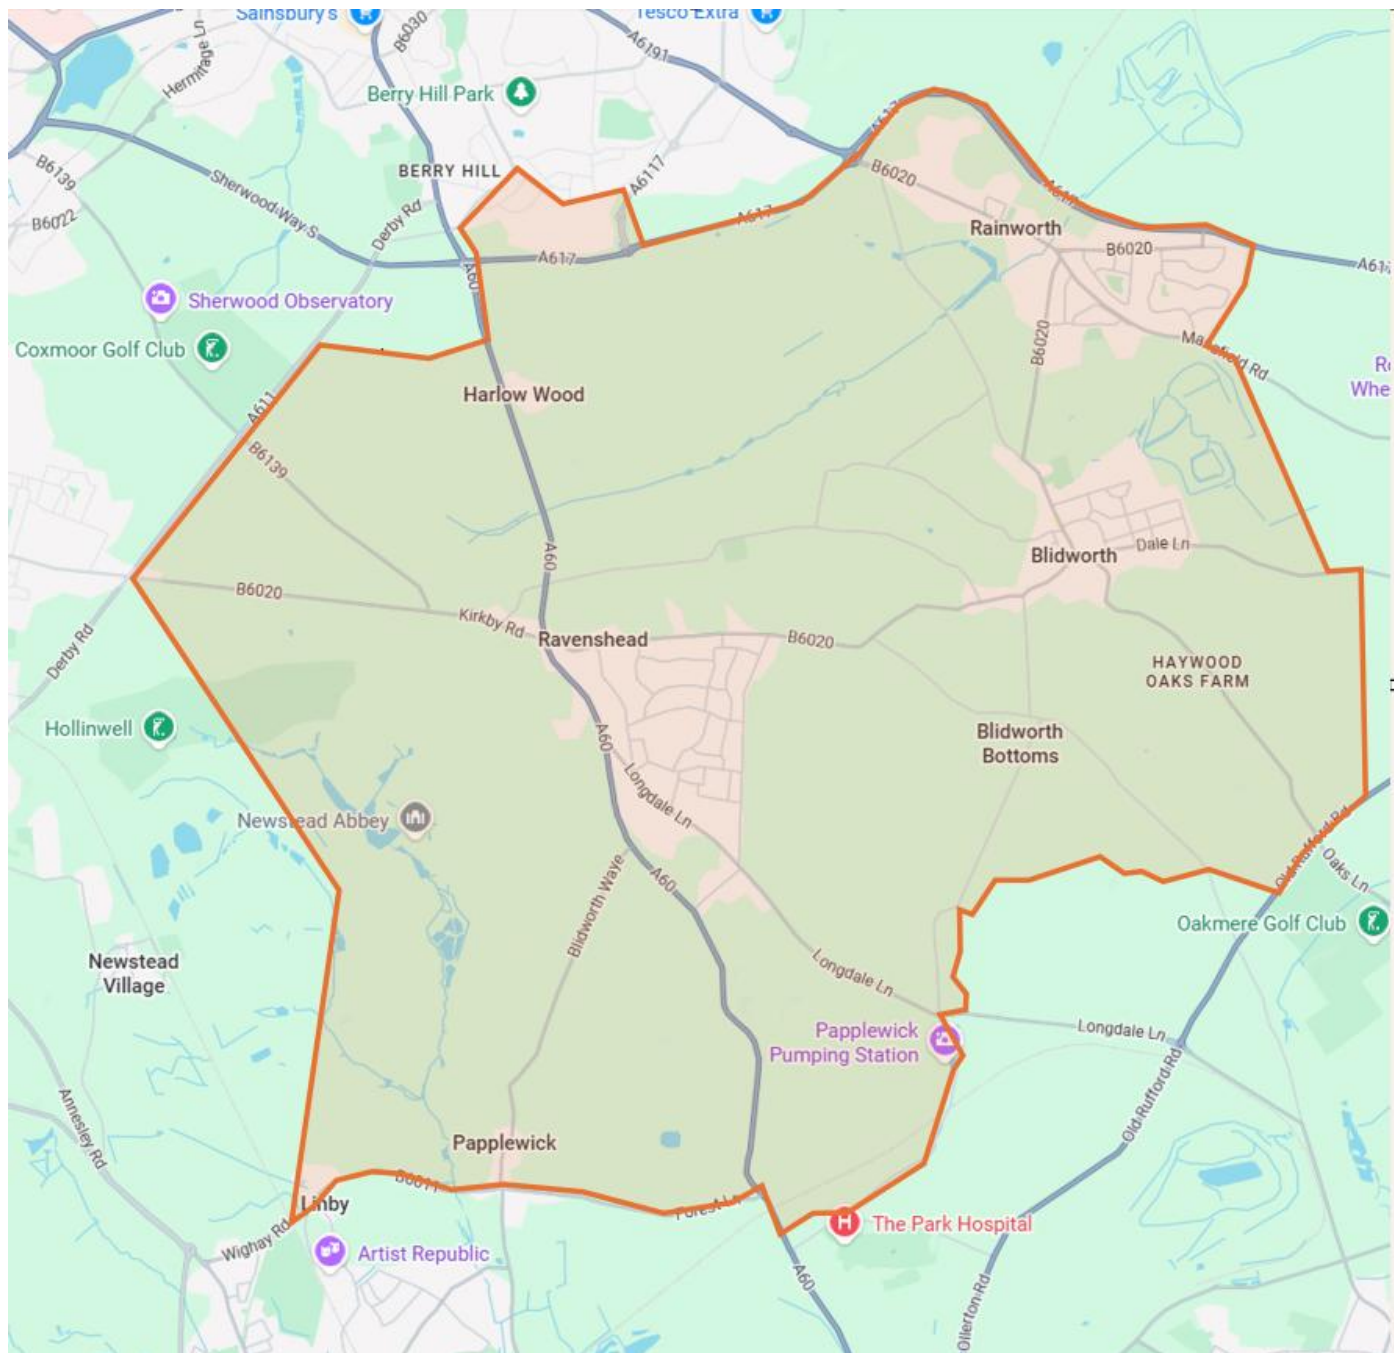 Sainsbury's
B6030
Tesco Extra
A6191
Hermitage Ln
Berry Hill Park
A617
B6139
BERRY HILL
A6117
B6020
Sherwood Way S
B6022
Derby Rd
A617
A617
Rainworth
B6020
A617
A60
A617
Sherwood Observatory
Coxmoor Golf Club
B6020
Harlow Wood
A611
B6139
A60
Blidworth
Dale Ln
B6020
Kirkby Rd
Ravenshead
B6020
Derby Rd
HAYWOOD
OAKS FARM
Hollinwell
A60
Blidworth
Bottoms
Longdale Ln
Newstead Abbey
Old Rufford Rd
Oaks Ln
A60
Blidworth Waye
Oakmere Golf Club
Newstead
Village
Longdale Ln
Papplewick
Pumping Station
Longdale Ln
Old Rufford Rd
Annesley Rd
Papplewick
B6011
Linby
Forest Ln
Wighay Rd
The Park Hospital
Artist Republic
A60
Ollerton Rd